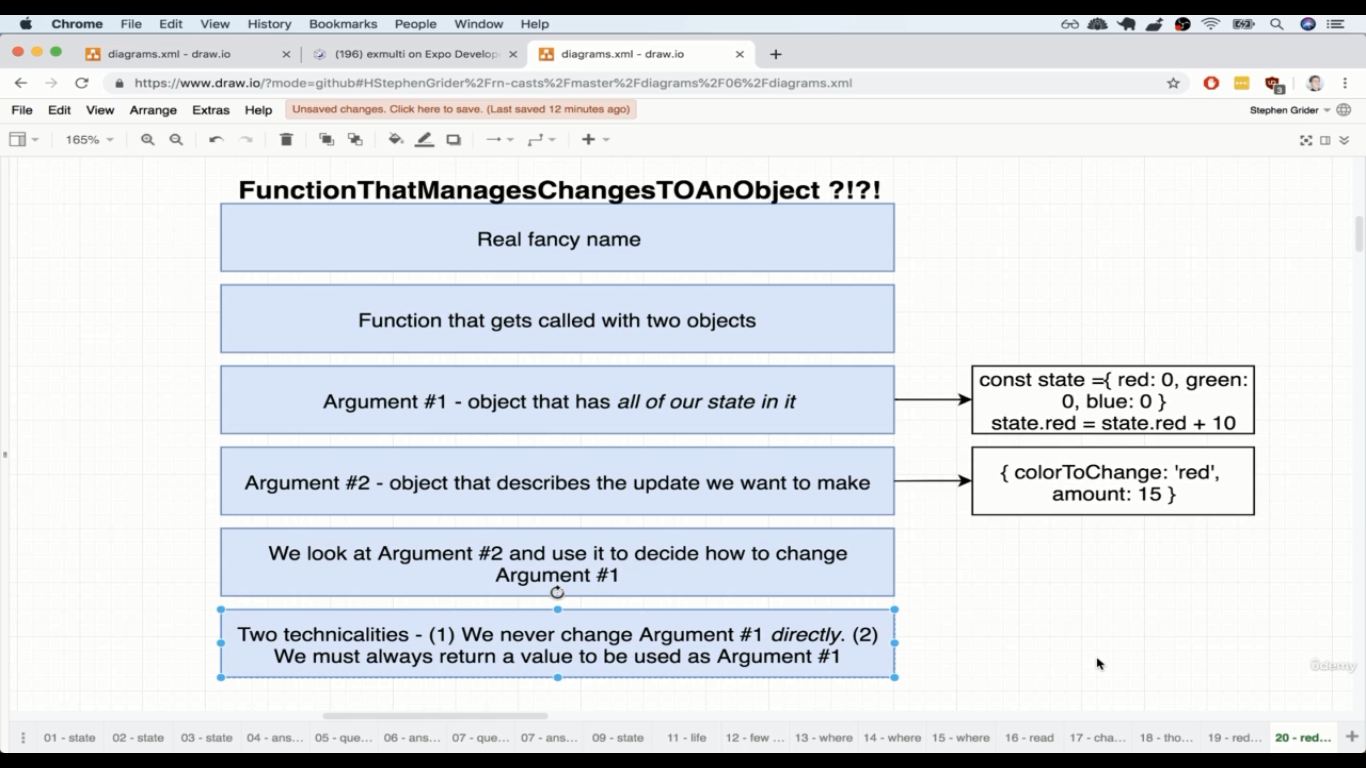 Chrome File Edit View History Bookmarks People Window Help
diagrams.xml - draw.io
(196) exmulti on Expo Develop
diagrams.xml - draw.io
https://www.draw.io/?mode=github#HStephenGrider%2Frn-casts%2Fmaster%2Fdiagrams%2F06%2Fdiagrams.xml
File Edit View Arrange Extras Help Unsaved changes. Click here to save. (Last saved 12 minutes ago)
Stephen Grider
165%
FunctionThatManagesChangesTOAnObject ?!?!
Real fancy name
Function that gets called with two objects
Argument #1 - object that has all of our state in it
const state ={ red: 0, green:
0, blue: 0 }
state.red = state.red + 10
Argument #2 - object that describes the update we want to make
{ colorToChange: 'red',
amount: 15 }
We look at Argument #2 and use it to decide how to change
Argument #1
Two technicalities - (1) We never change Argument #1 directly. (2)
We must always return a value to be used as Argument #1
ûdemy
01 - state 02 - state 03 - state 04 - ans... 05 - que... 06 - ans... 07 - que... 07 - ans... 09 - state 11 - life 12 - few ... 13 - where 14 - where 15 - where 16 - read 17 - cha... 18 - tho... 19 - red... 20 - red...